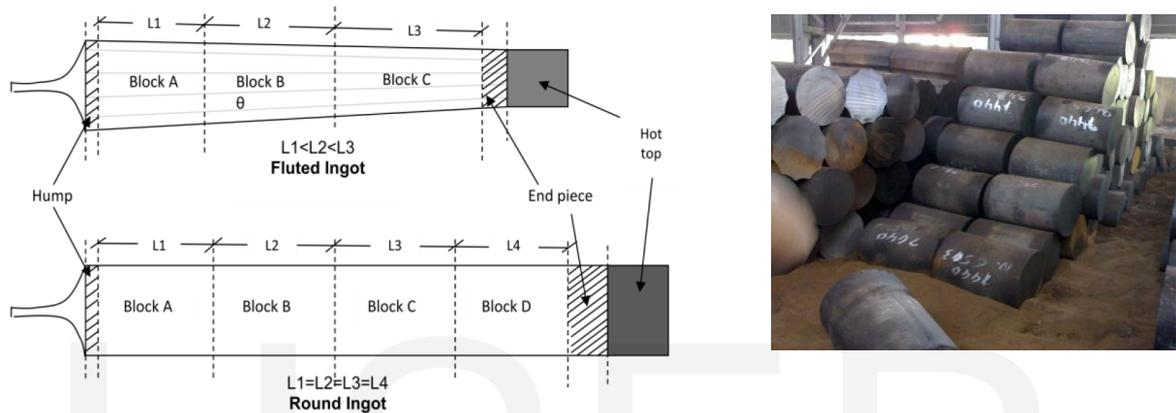 L1 L2 L3
Block A Block B Block C
θ
L1<L2<L3
Fluted Ingot
Hot
top
Hump
End piece
L1 L2 L3 L4
Block A Block B Block C Block D
L1=L2=L3=L4
Round Ingot
7440
7440
7440
7440